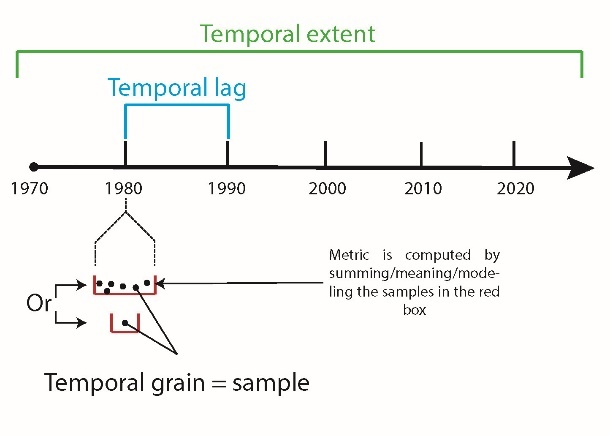 Temporal extent
Temporal lag
1970 1980 1990 2000 2010 2020
Metric is computed by
summing/meaning/mode-
ling the samples in the red
box
Or
Temporal grain = sample